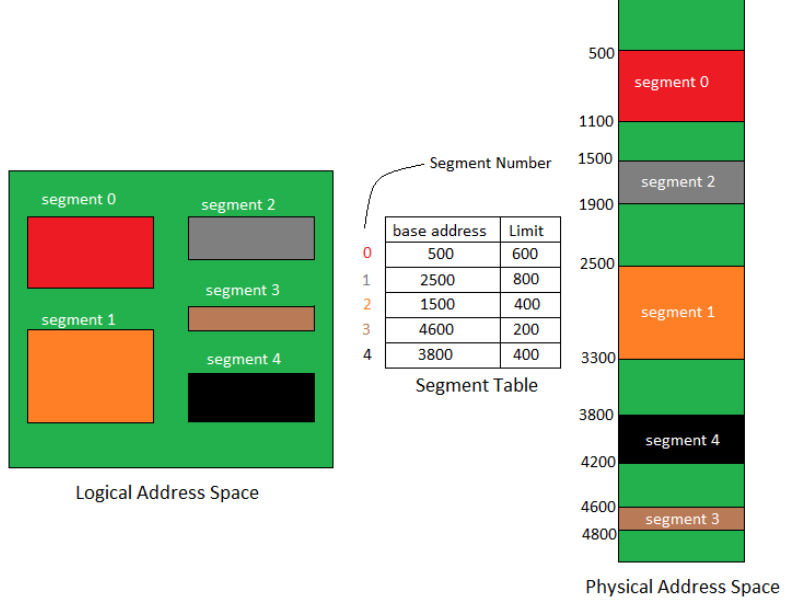 segment 0
segment 2
segment 3
segment 1
segment 4
Logical Address Space
Segment Number
base address Limit
0 500 600
1 2500 800
2 1500 400
3 4600 200
4 3800 400
Segment Table
500
segment 0
1100
1500
segment 2
1900
2500
segment 1
3300
3800
segment 4
4200
4600
segment 3
4800
Physical Address Space